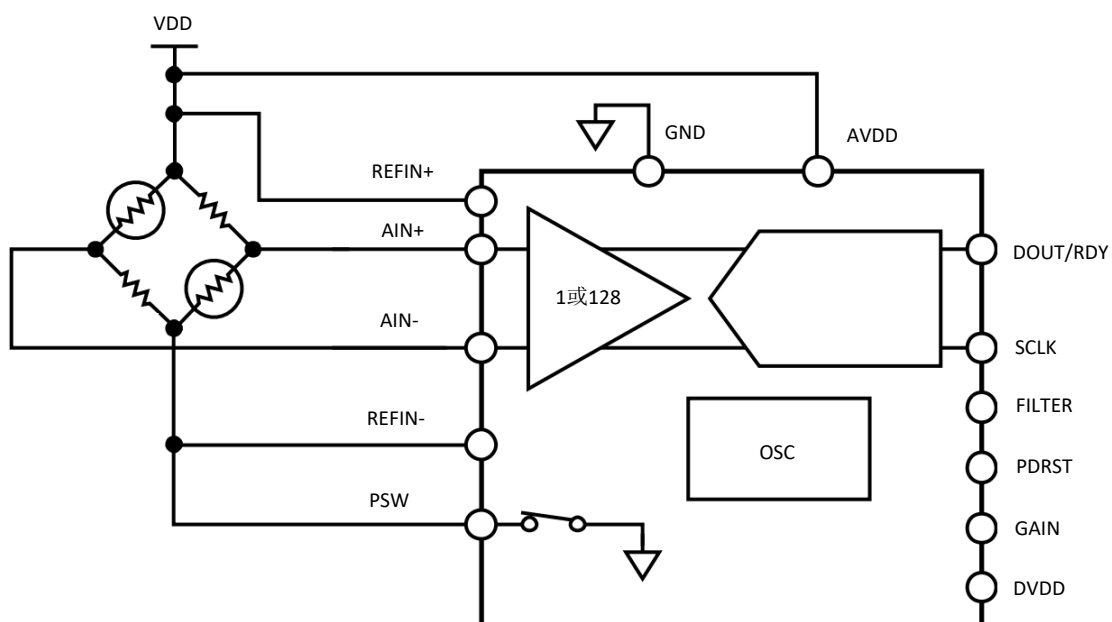 VDD
GND
AVDD
REFIN+
AIN+
DOUT/RDY
1或128
AIN-
SCLK
FILTER
REFIN-
OSC
PDRST
PSW
GAIN
DVDD